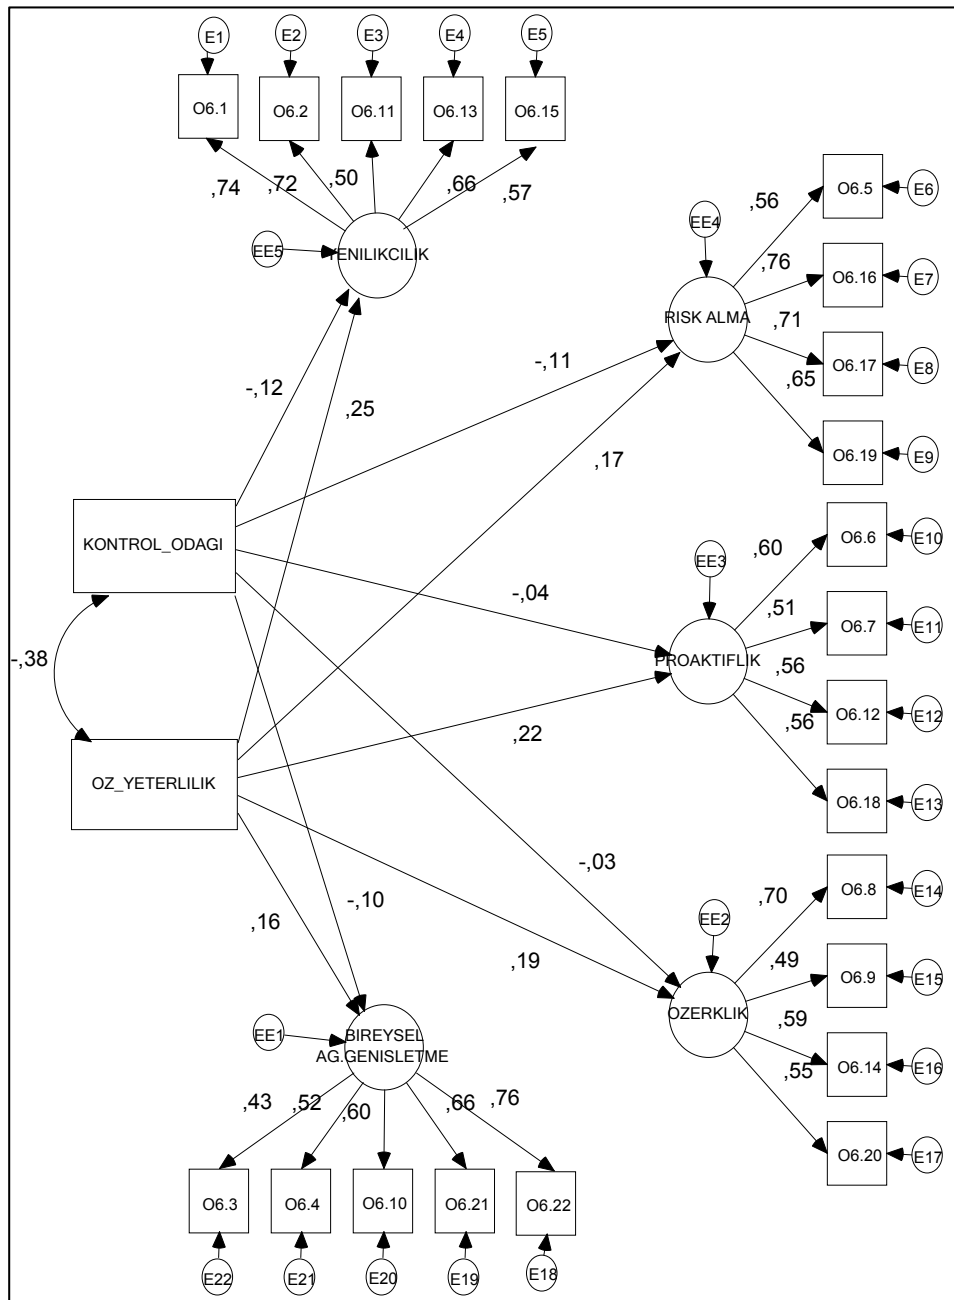 E1 E2 E3 E4 E5
O6.1 O6.2 O6.11 O6.13 O6.15
,74 ,72 ,50 ,66 ,57
EE5 YENILIKCILIK
EE4
,56 O6.5 E6
,76 O6.16 E7
RISK ALMA
,71 O6.17 E8
,65 O6.19 E9
-,12 ,25 -,11 ,17
KONTROL_ODAGI
-,38
OZ_YETERLILIK
-,04 ,22
EE3
,60 O6.6 E10
,51 O6.7 E11
PROAKTIFLIK
,56 O6.12 E12
,56 O6.18 E13
-,03 ,19
,16 -,10
EE2
,70 O6.8 E14
,49 O6.9 E15
OZERKLIK
,59 O6.14 E16
,55 O6.20 E17
EE1 BIREYSEL
AG.GENISLETME
,43 ,52 ,60 ,66 ,76
O6.3 O6.4 O6.10 O6.21 O6.22
E22 E21 E20 E19 E18